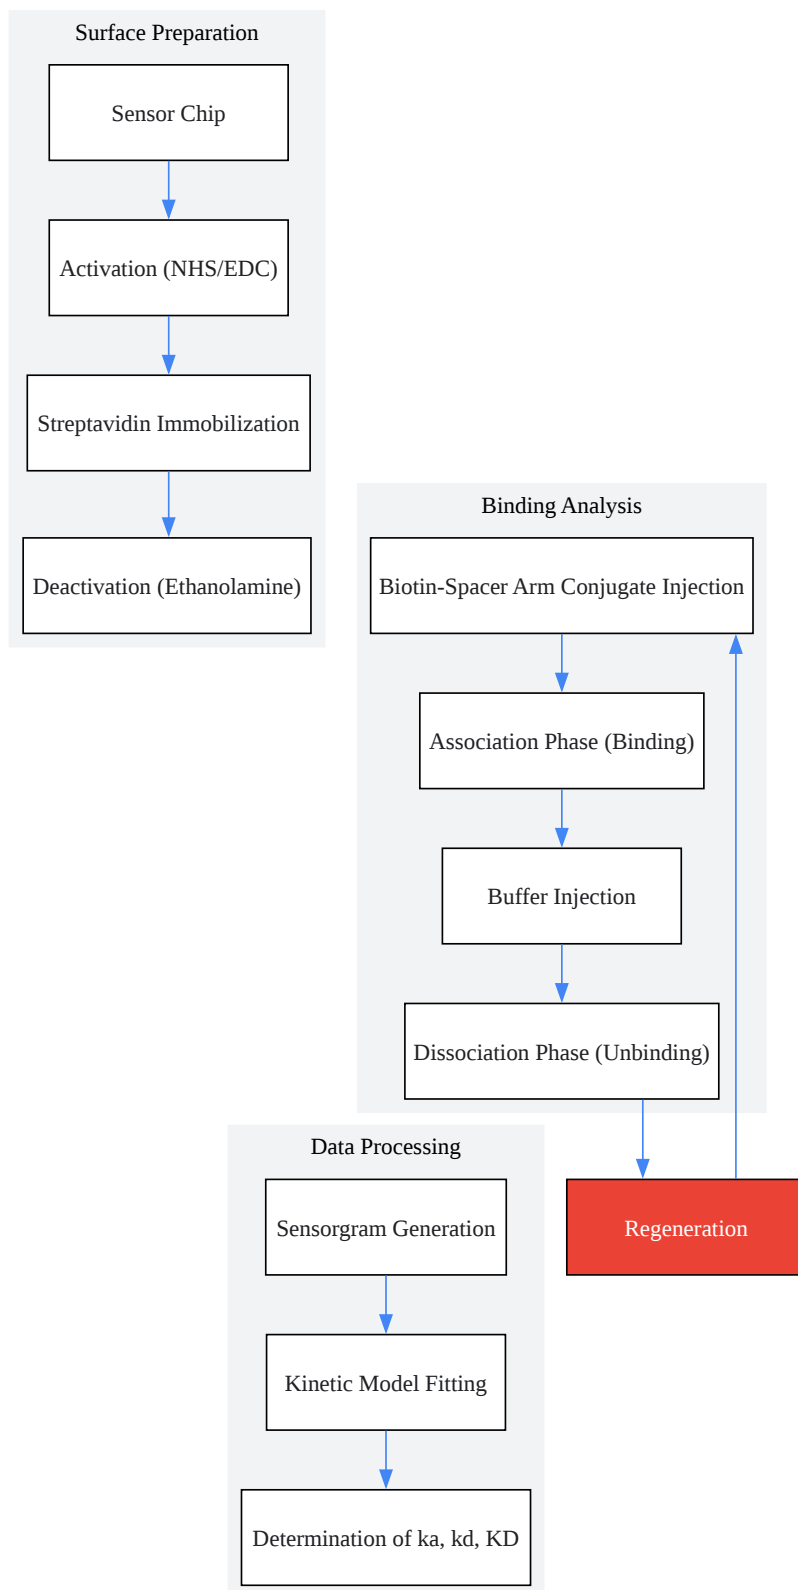 Surface Preparation
Sensor Chip
Activation (NHS/EDC)
Streptavidin Immobilization
Deactivation (Ethanolamine)
Binding Analysis
Biotin-Spacer Arm Conjugate Injection
Association Phase (Binding)
Buffer Injection
Dissociation Phase (Unbinding)
Data Processing
Sensorgram Generation
Regeneration
Kinetic Model Fitting
Determination of ka, kd, KD